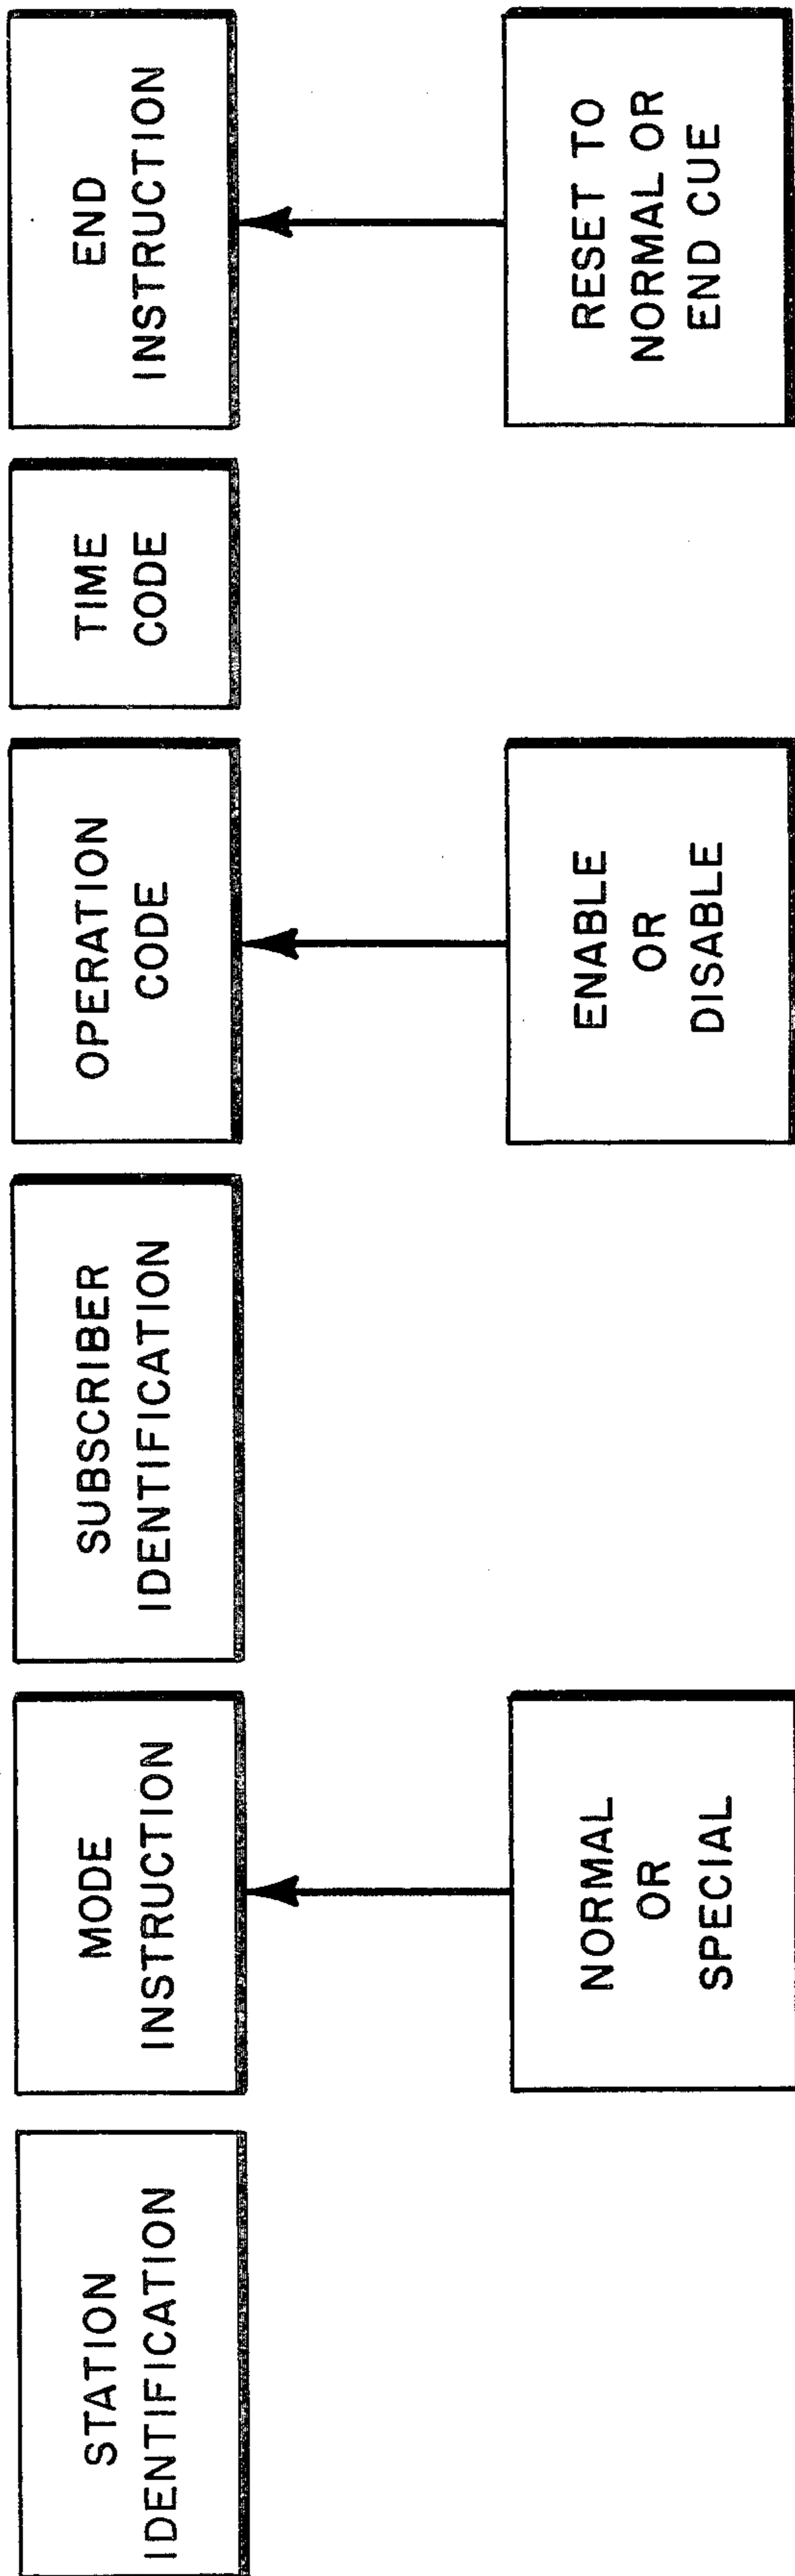 STATION
IDENTIFICATION
MODE
INSTRUCTION
SUBSCRIBER
IDENTIFICATION
OPERATION
CODE
TIME
CODE
END
INSTRUCTION
NORMAL
OR
SPECIAL
ENABLE
OR
DISABLE
RESET TO
NORMAL OR
END CUE